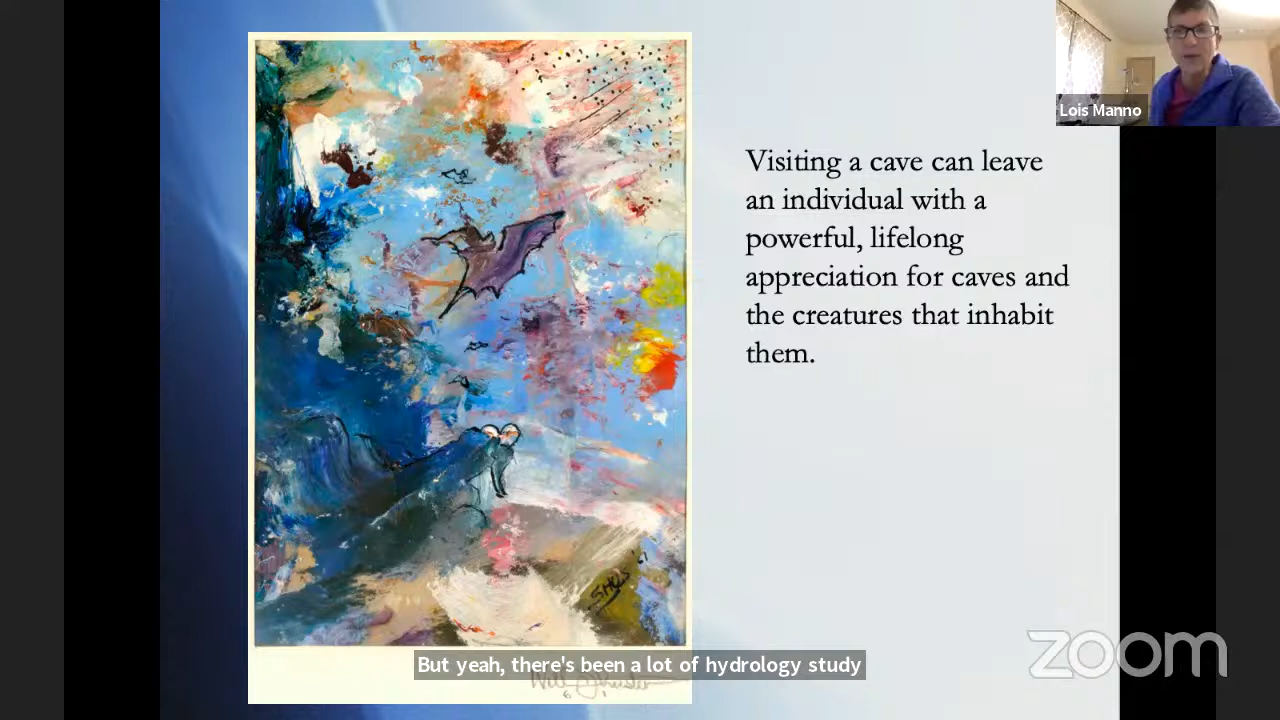 Lois Manno
Visiting a cave can leave
an individual with a
powerful, lifelong
appreciation for caves and
the creatures that inhabit
them.
But yeah, there's been a lot of hydrology study
zoom